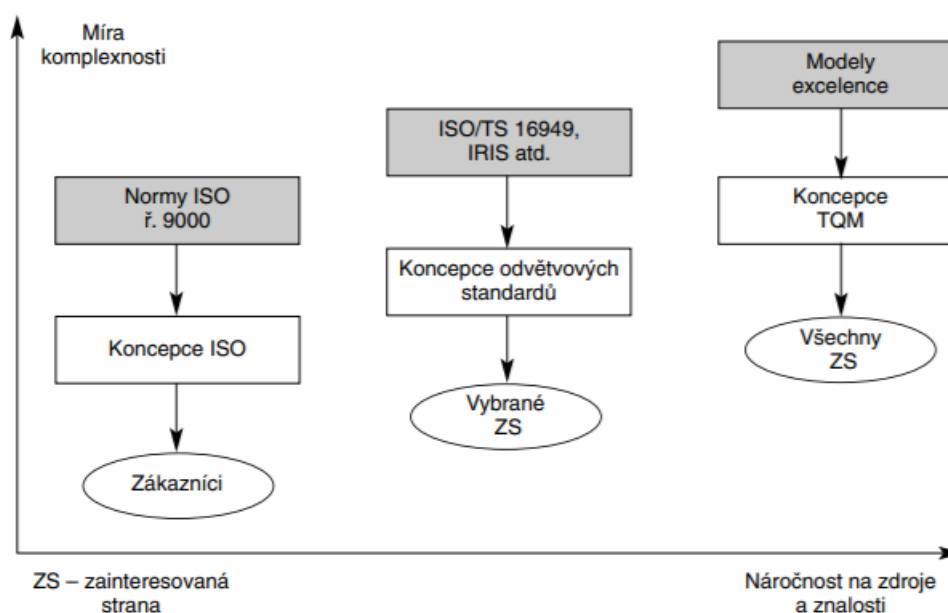 Míra
komplexnosti
Modely
excelence
ISO/TS 16949,
IRIS atd.
Normy ISO
ř. 9000
Koncepce
TQM
Koncepce odvětvových
standardů
Koncepce ISO
Všechny
ZS
Vybrané
ZS
Zákazníci
ZS – zainteresovaná
strana
Náročnost na zdroje
a znalosti